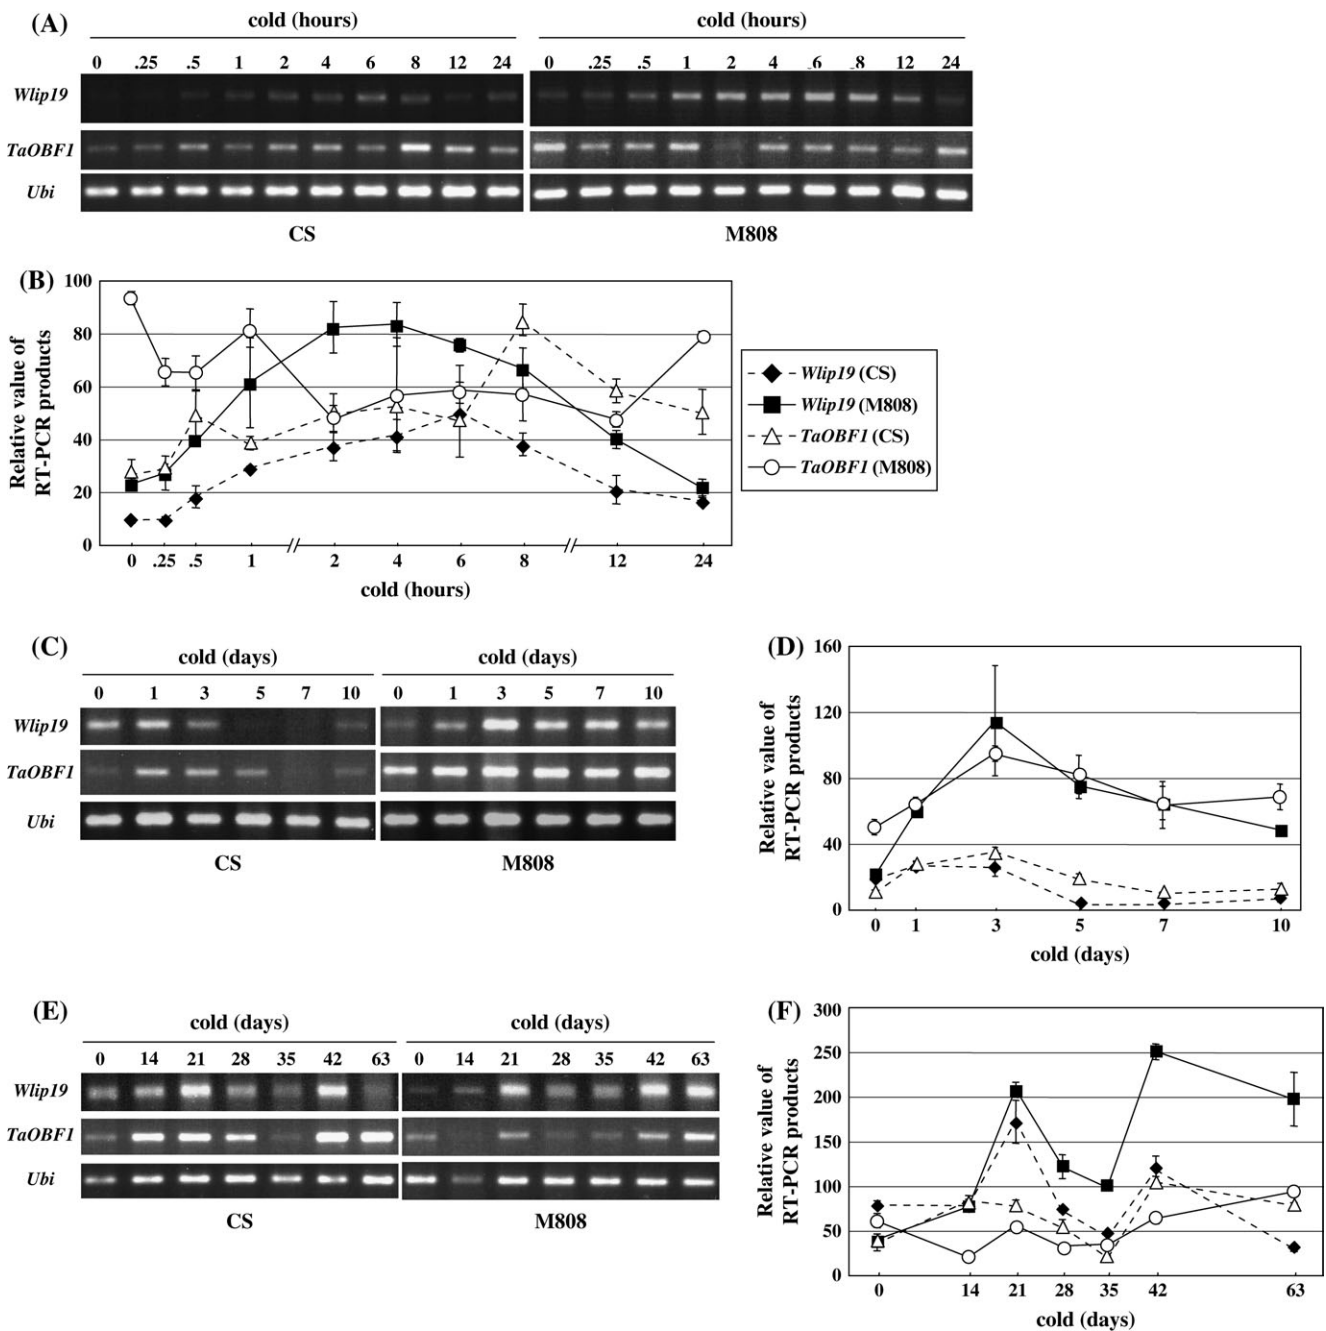 (A)
cold (hours)
cold (hours)
0 .25 .5 1 2 4 6 8 12 24
0 .25 .5 1 2 4 6 8 12 24
Wlip19
TaOBF1
Ubi
CS
M808
(B)
100
80
60
40
20
0
Relative value of
RT-PCR products
0 .25 .5 1 2 4 6 8 12 24
cold (hours)
Wlip19 (CS)
Wlip19 (M808)
TaOBF1 (CS)
TaOBF1 (M808)
(C)
cold (days)
cold (days)
0 1 3 5 7 10
0 1 3 5 7 10
Wlip19
TaOBF1
Ubi
CS
M808
(D)
160
120
80
40
0
Relative value of
RT-PCR products
0 1 3 5 7 10
cold (days)
(E)
cold (days)
cold (days)
0 14 21 28 35 42 63
0 14 21 28 35 42 63
Wlip19
TaOBF1
Ubi
CS
M808
(F)
300
250
200
150
100
50
0
Relative value of
RT-PCR products
0 14 21 28 35 42 63
cold (days)